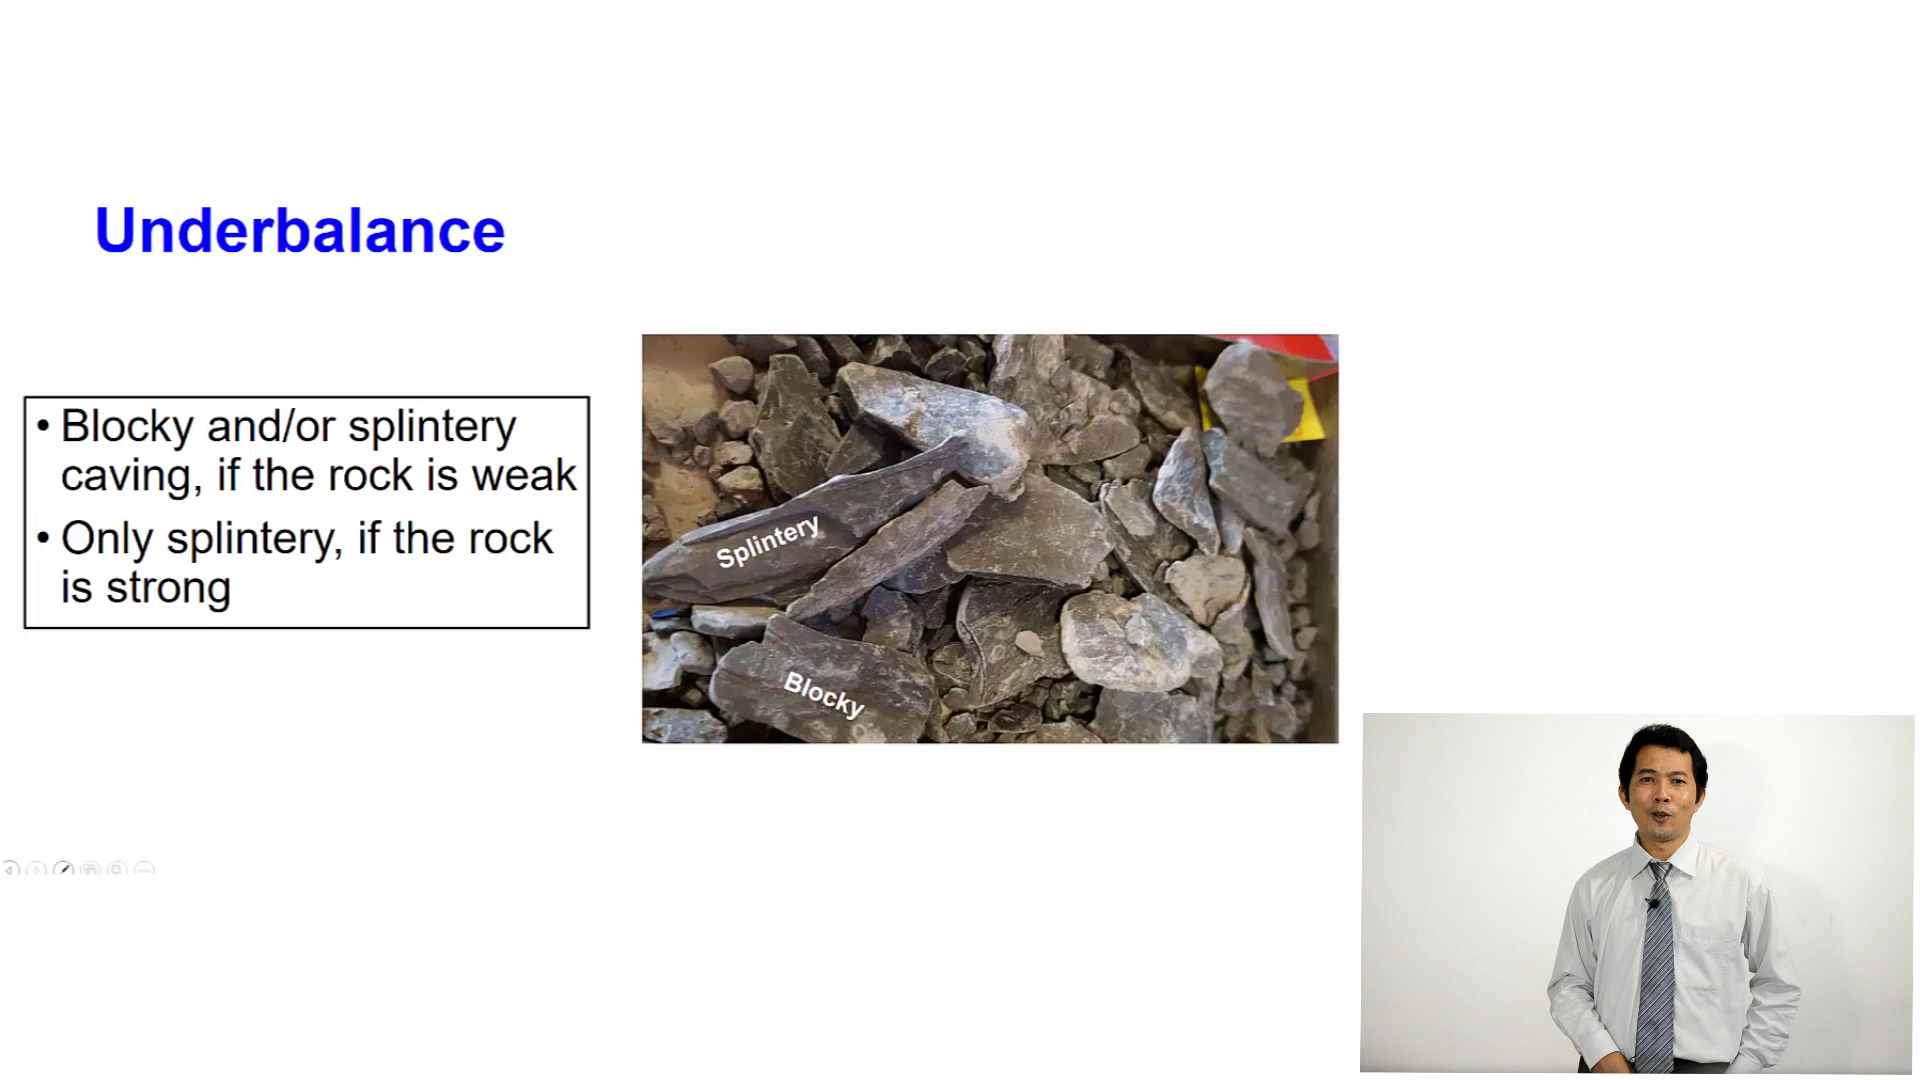 Underbalance
• Blocky and/or splintery
caving, if the rock is weak
• Only splintery, if the rock
is strong
Splintery
Blocky